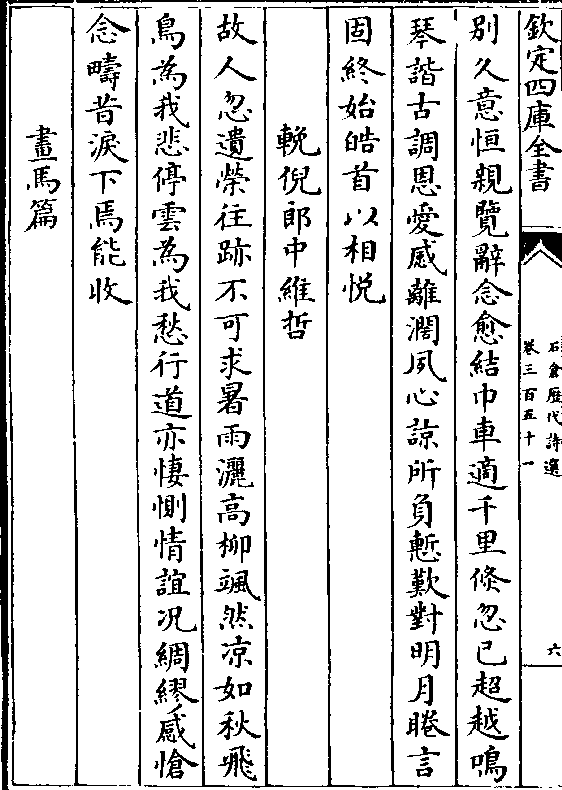 欽定四庫全書
石倉歷代詩選
卷三百五十一
六
别久意恒親覽辭念愈結巾車適千里倐忽已超越鳴
琴諧古調恩愛感離濶夙心諒所負慙歎對明月睠言
固終始皓首以相悅
輓倪郎中維哲
故人忽遺榮往跡不可求暑雨灑高柳颯然凉如秋飛
鳥為我悲停雲為我愁行道亦悽惻情誼况綢繆感愴
念疇昔淚下焉能收
畫馬篇